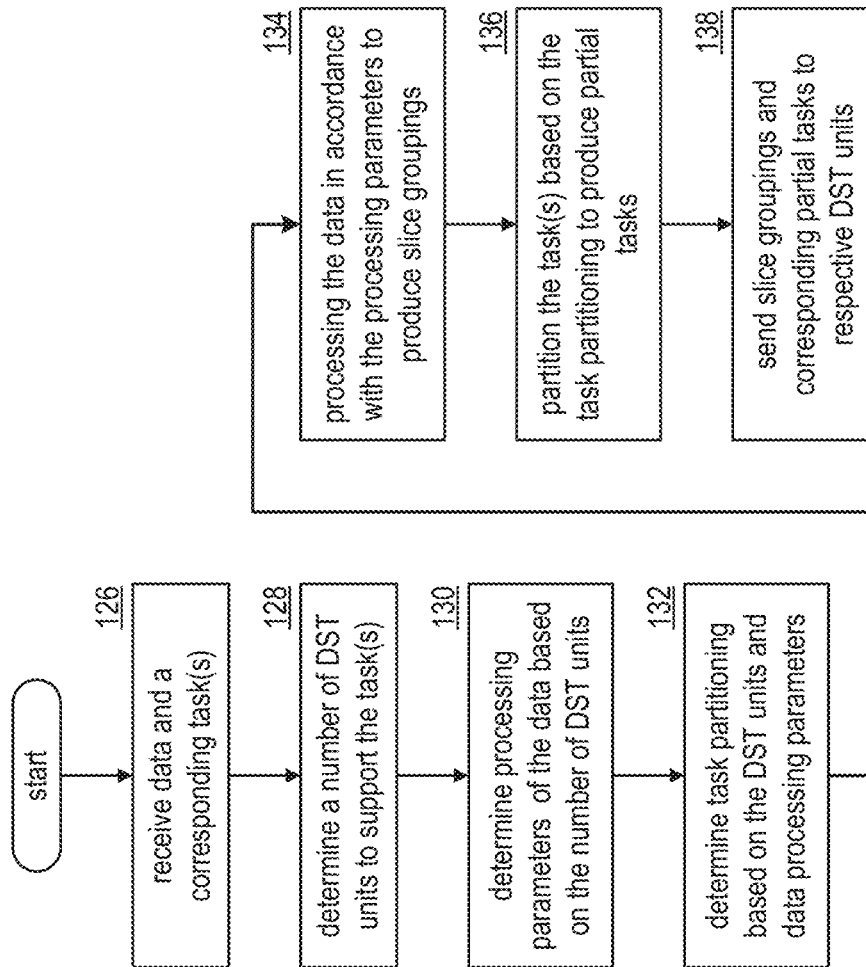 start
126
receive data and a
corresponding task(s)
128
determine a number of DST
units to support the task(s)
130
determine processing
parameters of the data based
on the number of DST units
132
determine task partitioning
based on the DST units and
data processing parameters
134
processing the data in accordance
with the processing parameters to
produce slice groupings
136
partition the task(s) based on the
task partitioning to produce partial
tasks
138
send slice groupings and
corresponding partial tasks to
respective DST units